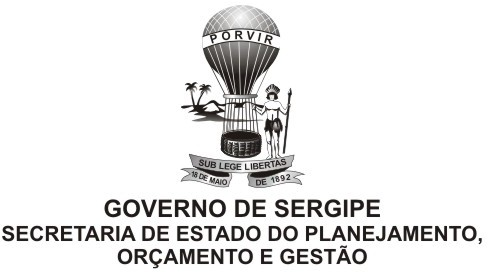 PORVIR
SUB LEGE LIBERTAS
18 DE MAIO DE 1892
GOVERNO DE SERGIPE
SECRETARIA DE ESTADO DO PLANEJAMENTO,
ORÇAMENTO E GESTÃO